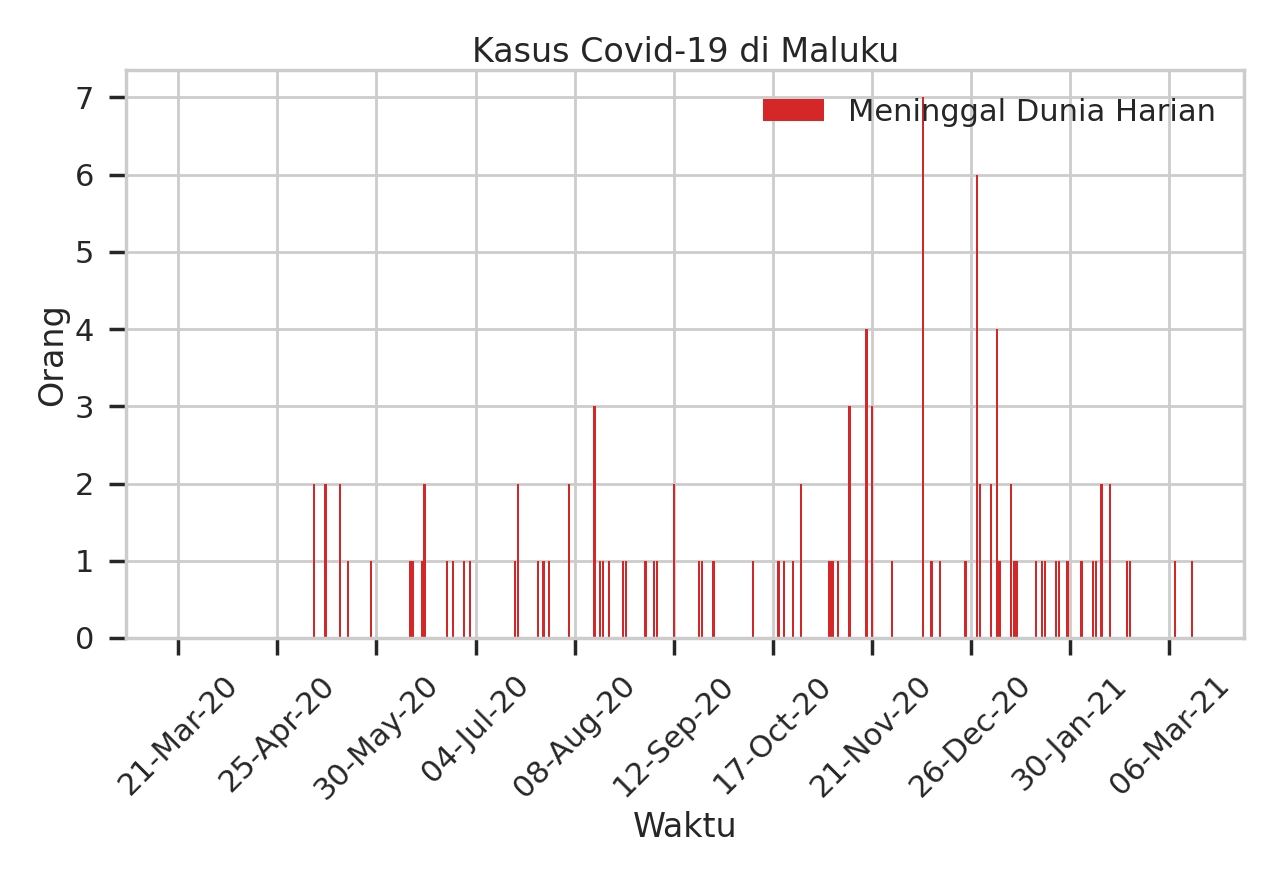 Kasus Covid-19 di Maluku
Meninggal Dunia Harian
Orang
7
6
5
4
3
2
1
0
21-Mar-20
25-Apr-20
30-May-20
04-Jul-20
08-Aug-20
12-Sep-20
17-Oct-20
21-Nov-20
26-Dec-20
30-Jan-21
06-Mar-21
Waktu